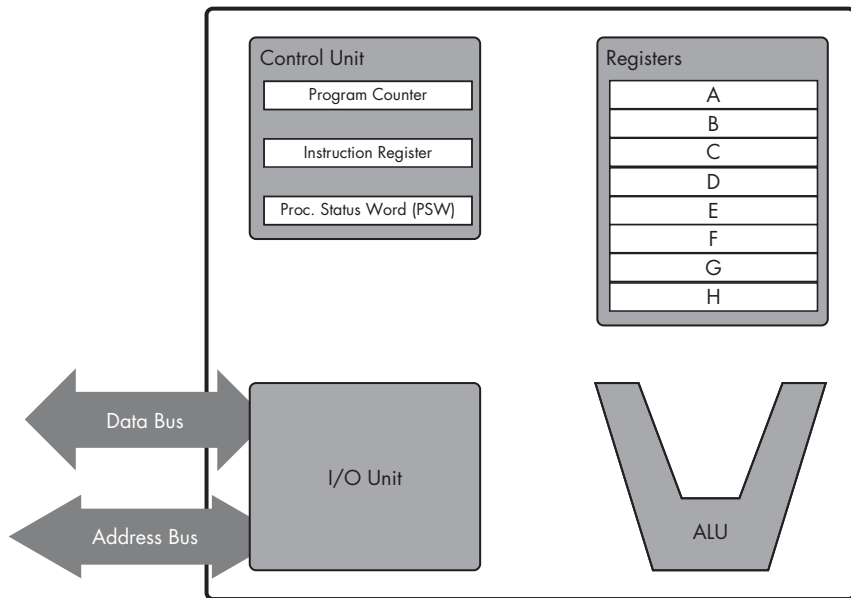 Control Unit
Program Counter
Instruction Register
Proc. Status Word (PSW)
Registers
A
B
C
D
E
F
G
H
Data Bus
Address Bus
I/O Unit
ALU